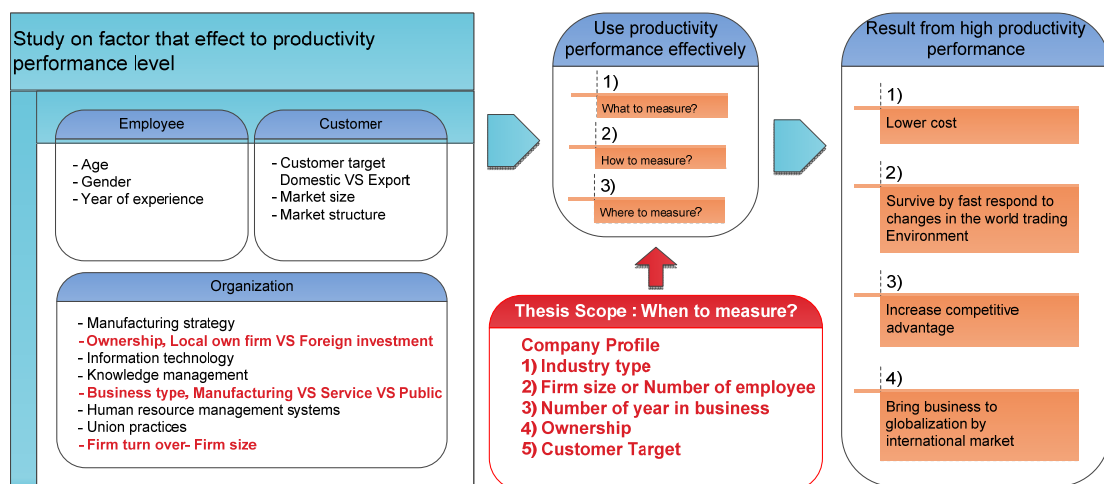 Study on factor that effect to productivity
performance level
Employee
- Age
- Gender
- Year of experience
Customer
- Customer target
Domestic VS Export
- Market size
- Market structure
Organization
- Manufacturing strategy
- Ownership, Local own firm VS Foreign investment
- Information technology
- Knowledge management
- Business type, Manufacturing VS Service VS Public
- Human resource management systems
- Union practices
- Firm turn over- Firm size
Use productivity
performance effectively
1)
What to measure?
2)
How to measure?
3)
Where to measure?
Thesis Scope : When to measure?
Company Profile
1) Industry type
2) Firm size or Number of employee
3) Number of year in business
4) Ownership
5) Customer Target
Result from high productivity
performance
1)
Lower cost
2)
Survive by fast respond to
changes in the world trading
Environment
3)
Increase competitive
advantage
4)
Bring business to
globalization by
international market